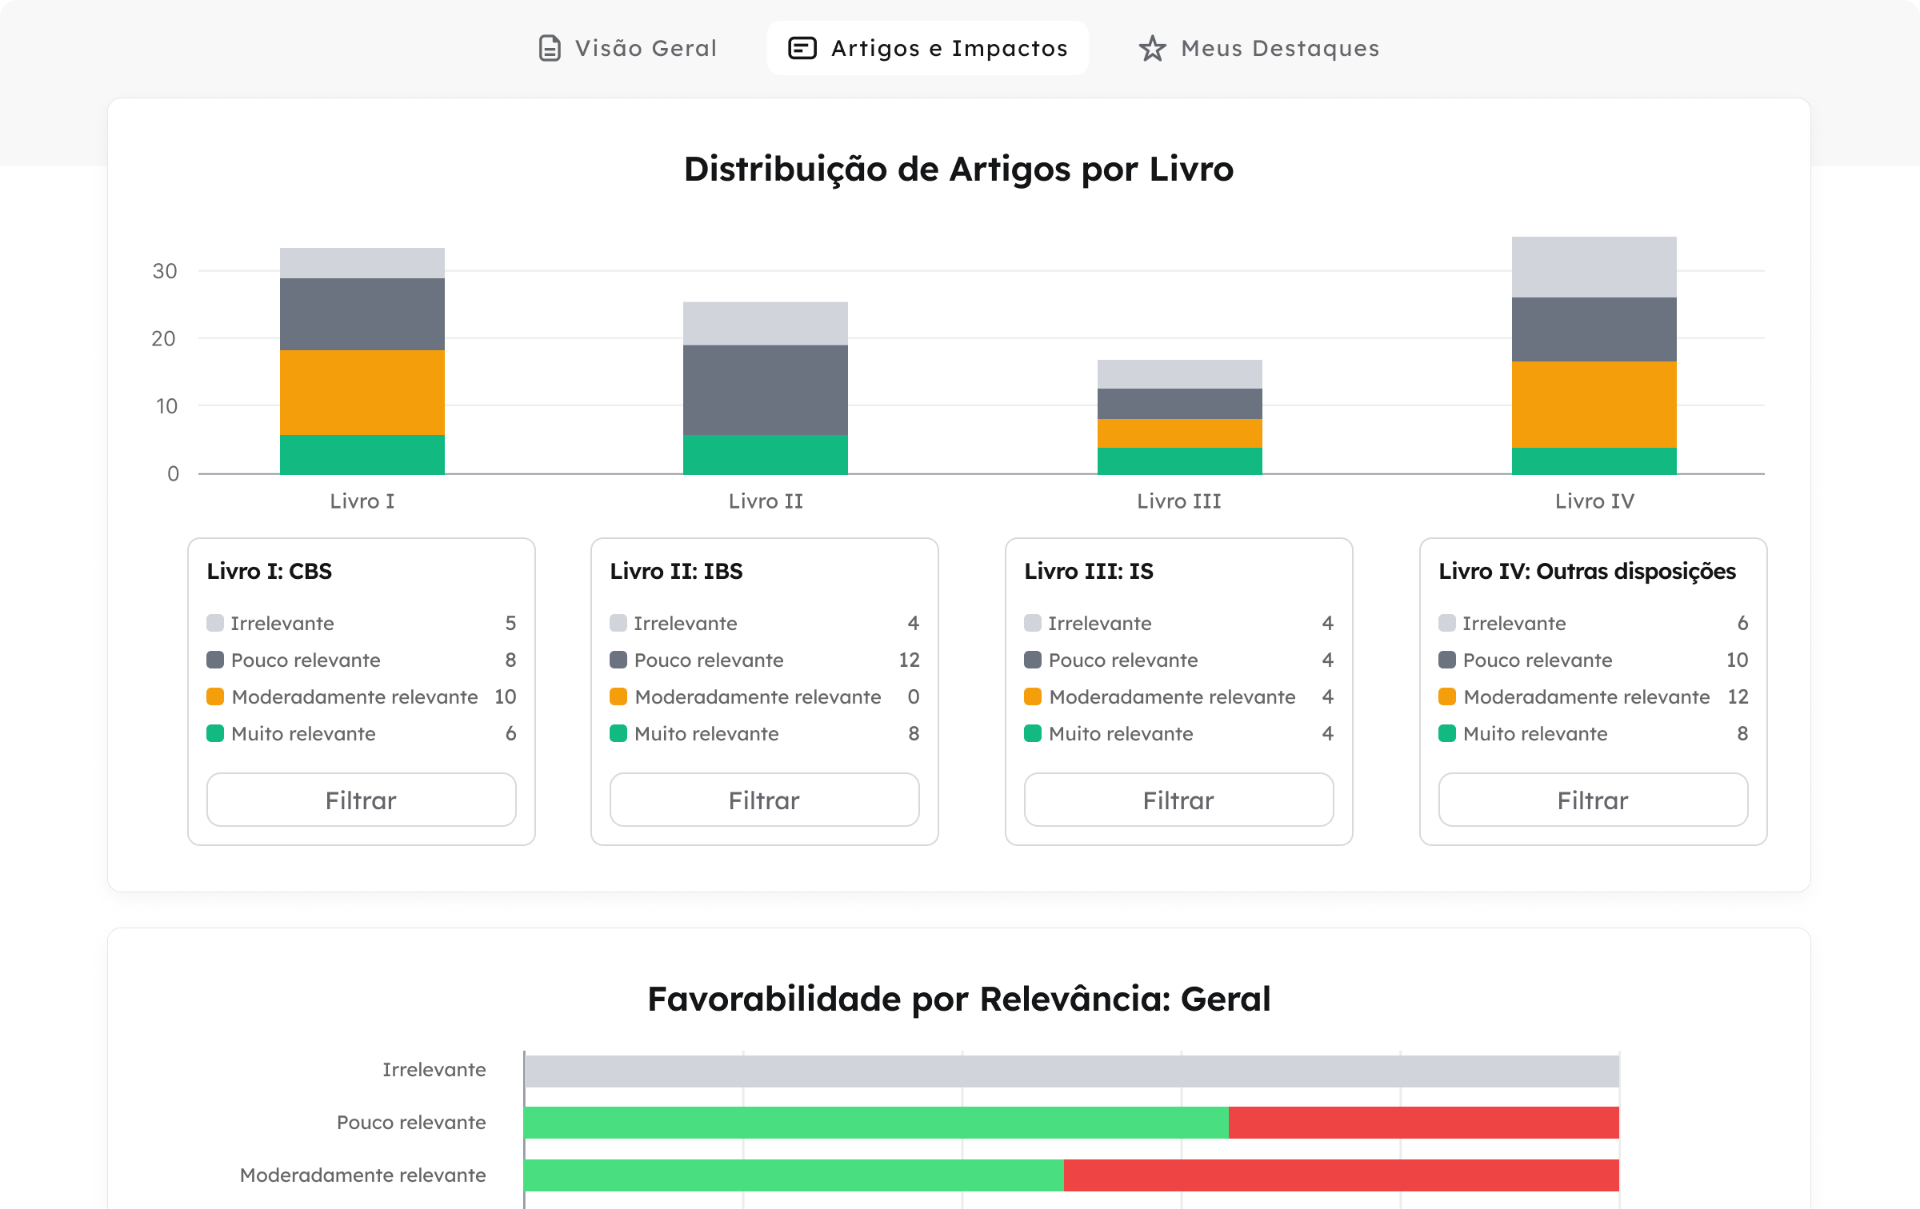 Visão Geral
Artigos e Impactos
Meus Destaques
Distribuição de Artigos por Livro
30
20
10
0
Livro I
Livro II
Livro III
Livro IV
Livro I: CBS
Irrelevante 5
Pouco relevante 8
Moderadamente relevante 10
Muito relevante 6
Filtrar
Livro II: IBS
Irrelevante 4
Pouco relevante 12
Moderadamente relevante 0
Muito relevante 8
Filtrar
Livro III: IS
Irrelevante 4
Pouco relevante 4
Moderadamente relevante 4
Muito relevante 4
Filtrar
Livro IV: Outras disposições
Irrelevante 6
Pouco relevante 10
Moderadamente relevante 12
Muito relevante 8
Filtrar
Favorabilidade por Relevância: Geral
Irrelevante
Pouco relevante
Moderadamente relevante